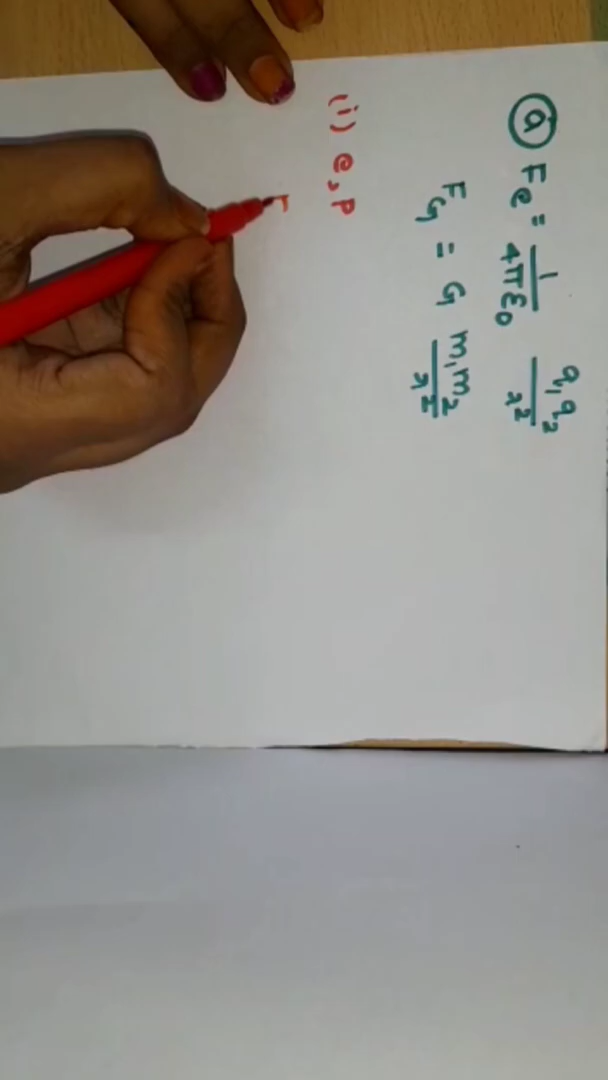 (a) Fe = 1/4πε₀ q₁q₂/r²
FG = G m₁m₂/r²
(i) e, p